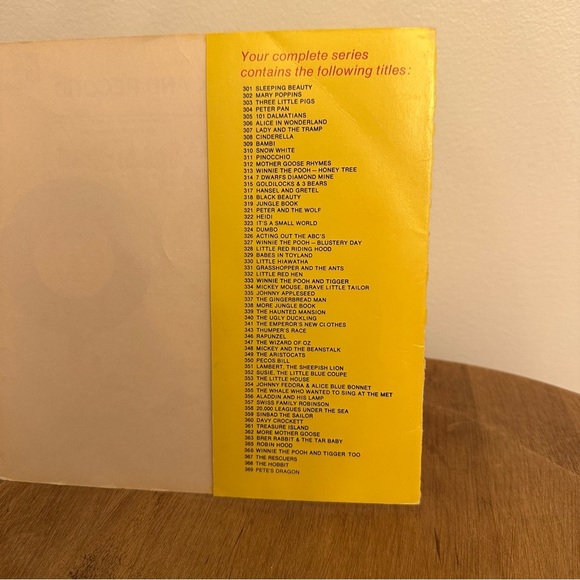 Your complete series
contains the following titles:
301 SLEEPING BEAUTY
302 MARY POPPINS
303 THREE LITTLE PIGS
304 PETER PAN
305 101 DALMATIANS
306 ALICE IN WONDERLAND
307 LADY AND THE TRAMP
308 CINDERELLA
309 BAMBI
310 SNOW WHITE
311 PINOCCHIO
312 MOTHER GOOSE RHYMES
313 WINNIE THE POOH — HONEY TREE
314 7 DWARFS DIAMOND MINE
315 GOLDILOCKS & 3 BEARS
317 HANSEL AND GRETEL
318 BLACK BEAUTY
319 JUNGLE BOOK
321 PETER AND THE WOLF
322 HEIDI
323 IT'S A SMALL WORLD
324 DUMBO
326 ACTING OUT THE ABC'S
327 WINNIE THE POOH — BLUSTERY DAY
328 LITTLE RED RIDING HOOD
329 BABES IN TOYLAND
330 LITTLE HIAWATHA
331 GRASSHOPPER AND THE ANTS
332 LITTLE RED HEN
333 WINNIE THE POOH AND TIGGER
334 MICKEY MOUSE, BRAVE LITTLE TAILOR
335 JOHNNY APPLESEED
337 THE GINGERBREAD MAN
338 MORE JUNGLE BOOK
339 THE HAUNTED MANSION
340 THE UGLY DUCKLING
341 THE EMPEROR'S NEW CLOTHES
343 THUMPER'S RACE
346 RAPUNZEL
347 THE WIZARD OF OZ
348 MICKEY AND THE BEANSTALK
349 THE ARISTOCATS
350 PECOS BILL
351 LAMBERT, THE SHEEPISH LION
352 SUSIE, THE LITTLE BLUE COUPE
353 THE LITTLE HOUSE
354 JOHNNY FEDORA & ALICE BLUE BONNET
355 THE WHALE WHO WANTED TO SING AT THE MET
356 ALADDIN AND HIS LAMP
357 SWISS FAMILY ROBINSON
358 20,000 LEAGUES UNDER THE SEA
359 SINBAD THE SAILOR
360 DAVY CROCKETT
361 TREASURE ISLAND
362 MORE MOTHER GOOSE
363 BRER RABBIT & THE TAR BABY
365 ROBIN HOOD
366 WINNIE THE POOH AND TIGGER TOO
367 THE RESCUERS
368 THE HOBBIT
369 PETE'S DRAGON